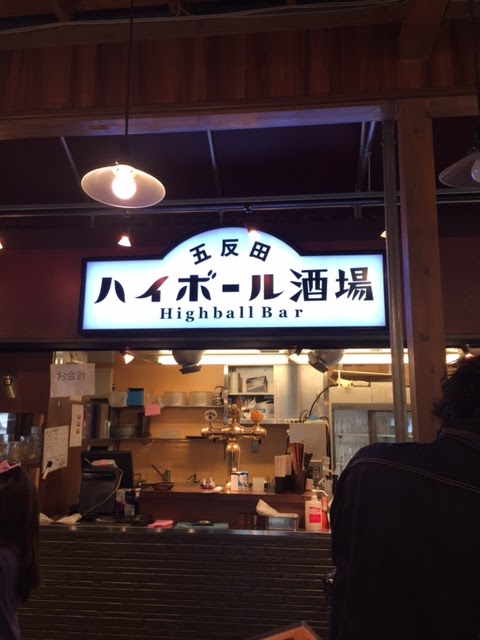 五反田
ハイボール酒場
Highball Bar
お会計